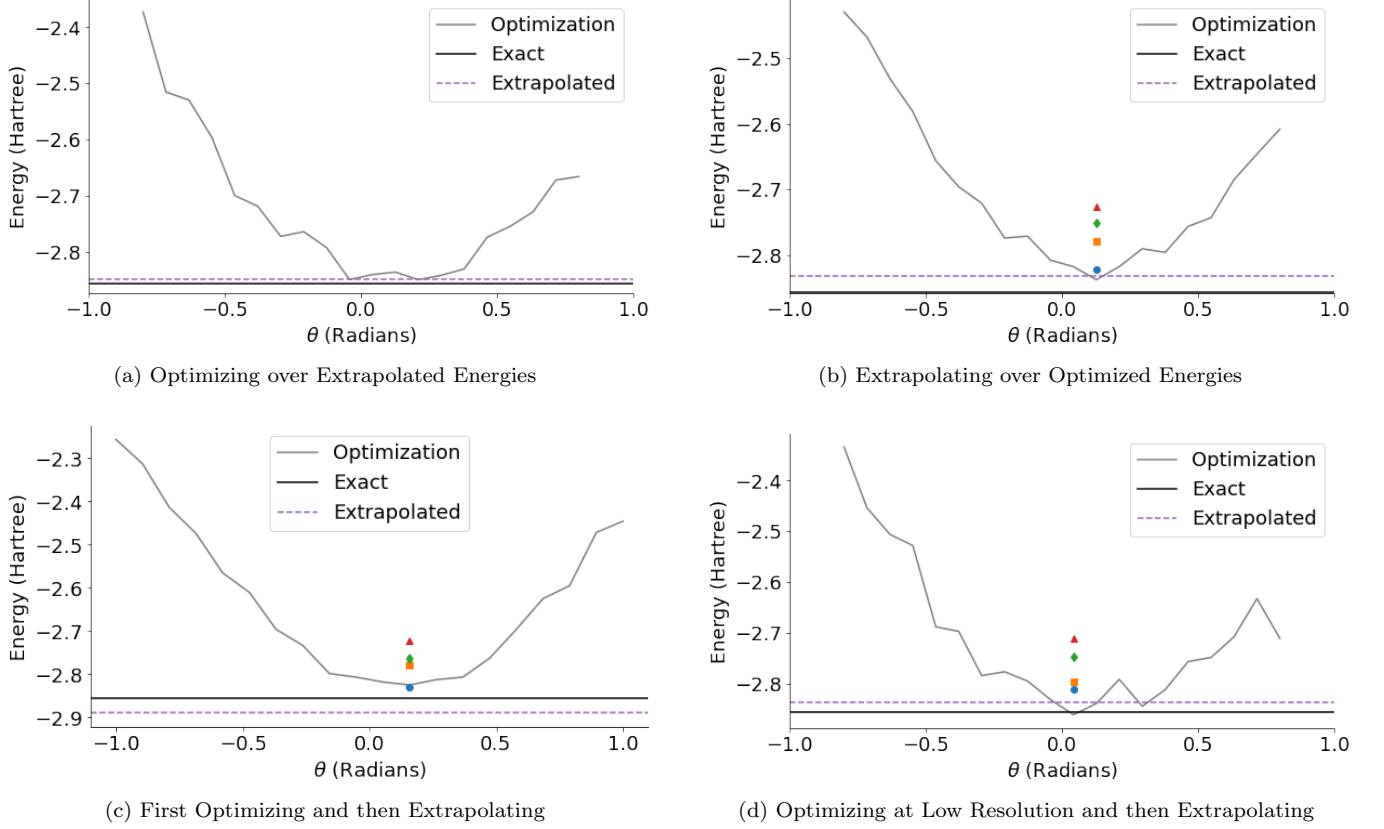 Energy (Hartree)
−2.4
−2.5
−2.6
−2.7
−2.8
Optimization
Exact
Extrapolated
−1.0 −0.5 0.0 0.5 1.0
θ (Radians)
(a) Optimizing over Extrapolated Energies
Energy (Hartree)
−2.5
−2.6
−2.7
−2.8
Optimization
Exact
Extrapolated
−1.0 −0.5 0.0 0.5 1.0
θ (Radians)
(b) Extrapolating over Optimized Energies
Energy (Hartree)
−2.3
−2.4
−2.5
−2.6
−2.7
−2.8
−2.9
Optimization
Exact
Extrapolated
−1.0 −0.5 0.0 0.5 1.0
θ (Radians)
(c) First Optimizing and then Extrapolating
Energy (Hartree)
−2.4
−2.5
−2.6
−2.7
−2.8
Optimization
Exact
Extrapolated
−1.0 −0.5 0.0 0.5 1.0
θ (Radians)
(d) Optimizing at Low Resolution and then Extrapolating